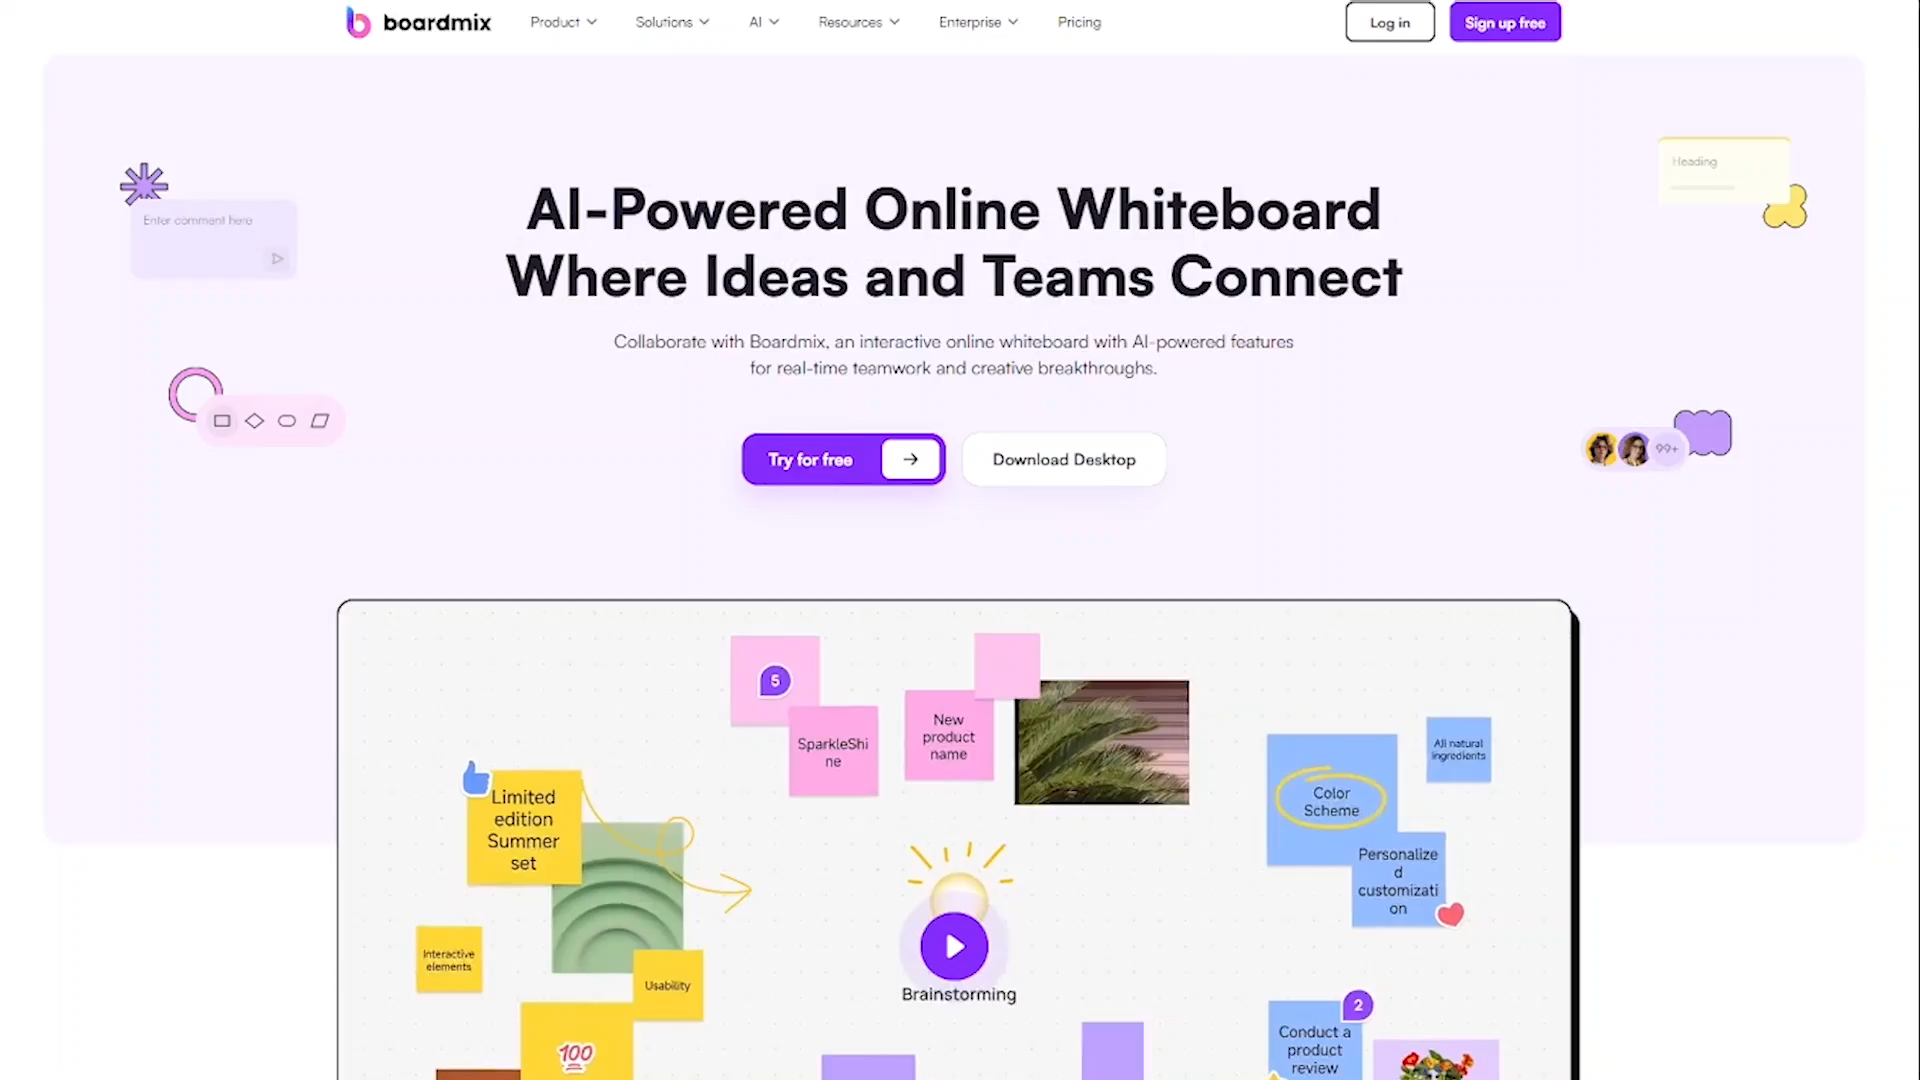 boardmix
Product
Solutions
AI
Resources
Enterprise
Pricing
Log in
Sign up free
Enter comment here
Heading
AI-Powered Online Whiteboard
Where Ideas and Teams Connect
Collaborate with Boardmix, an interactive online whiteboard with AI-powered features
for real-time teamwork and creative breakthroughs.
99+
Try for free
Download Desktop
5
SparkleShi
ne
New
product
name
All natural
ingredients
Color
Scheme
Limited
edition
Summer
set
Personalize
d
customizati
on
Interactive
elements
Usability
Brainstorming
100
2
Conduct a
product
review